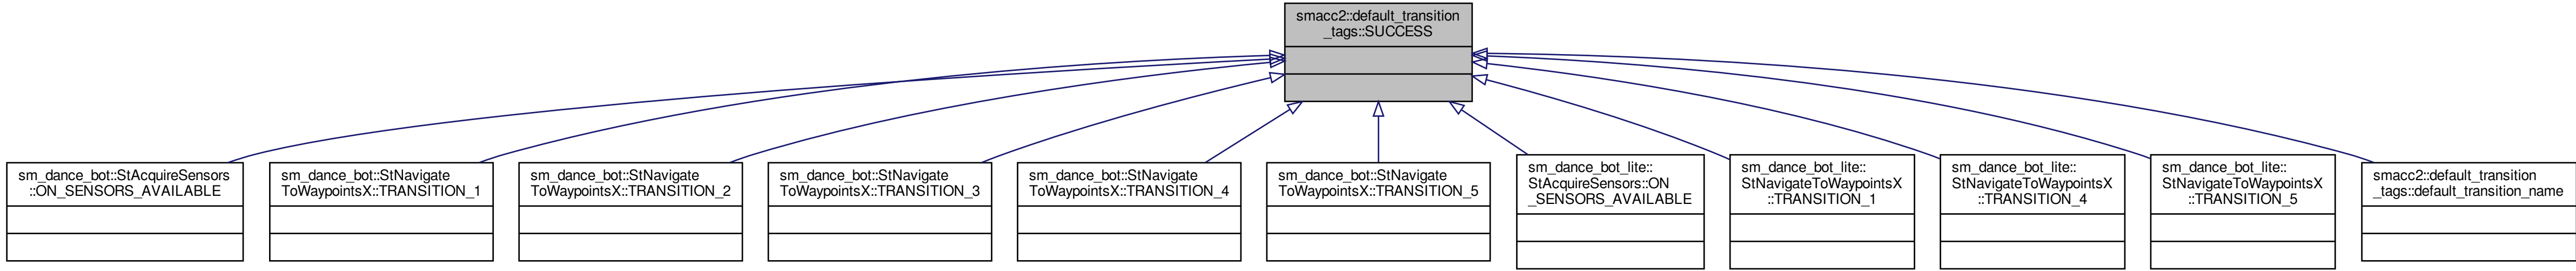 smacc2::default_transition
_tags::SUCCESS
sm_dance_bot::StAcquireSensors
::ON_SENSORS_AVAILABLE
sm_dance_bot::StNavigate
ToWaypointsX::TRANSITION_1
sm_dance_bot::StNavigate
ToWaypointsX::TRANSITION_2
sm_dance_bot::StNavigate
ToWaypointsX::TRANSITION_3
sm_dance_bot::StNavigate
ToWaypointsX::TRANSITION_4
sm_dance_bot::StNavigate
ToWaypointsX::TRANSITION_5
sm_dance_bot_lite::
StAcquireSensors::ON
_SENSORS_AVAILABLE
sm_dance_bot_lite::
StNavigateToWaypointsX
::TRANSITION_1
sm_dance_bot_lite::
StNavigateToWaypointsX
::TRANSITION_4
sm_dance_bot_lite::
StNavigateToWaypointsX
::TRANSITION_5
smacc2::default_transition
_tags::default_transition_name